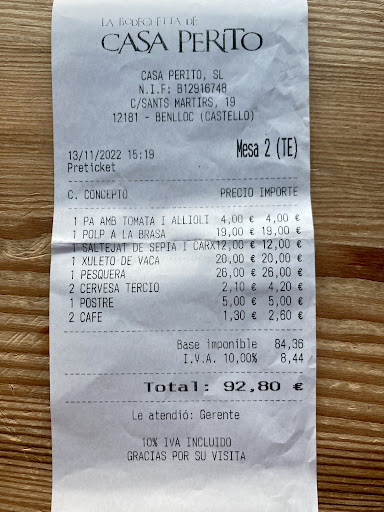 LA BODEGUETA DE
CASA PERITO
CASA PERITO, SL
N.I.F: B12916748
C/SANTS MARTIRS, 19
12181 - BENLLOC (CASTELLO)
13/11/2022 15:19 Mesa 2 (TE)
Preticket
C. CONCEPTO PRECIO IMPORTE
1 PA AMB TOMATA I ALLIOLI 4,00 € 4,00 €
1 POLP A LA BRASA 19,00 € 19,00 €
1 SALTEJAT DE SEPIA I CARX12,00 € 12,00 €
1 XULETO DE VACA 20,00 € 20,00 €
1 PESQUERA 26,00 € 26,00 €
2 CERVESA TERCIO 2,10 € 4,20 €
1 POSTRE 5,00 € 5,00 €
2 CAFE 1,30 € 2,60 €
Base imponible 84,36
I.V.A. 10,00% 8,44
Total: 92,80 €
Le atendió: Gerente
10% IVA INCLUIDO
GRACIAS POR SU VISITA